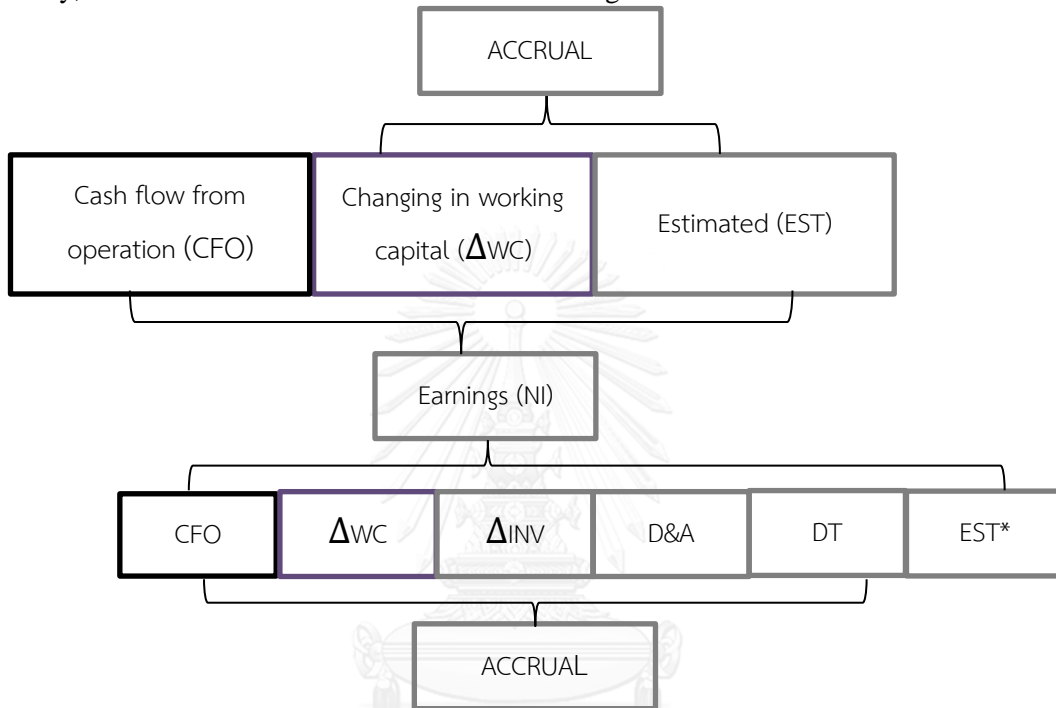 ACCRUAL
Cash flow from
operation (CFO)
Changing in working
capital (ΔWC)
Estimated (EST)
Earnings (NI)
CFO
ΔWC
ΔINV
D&A
DT
EST*
ACCRUAL